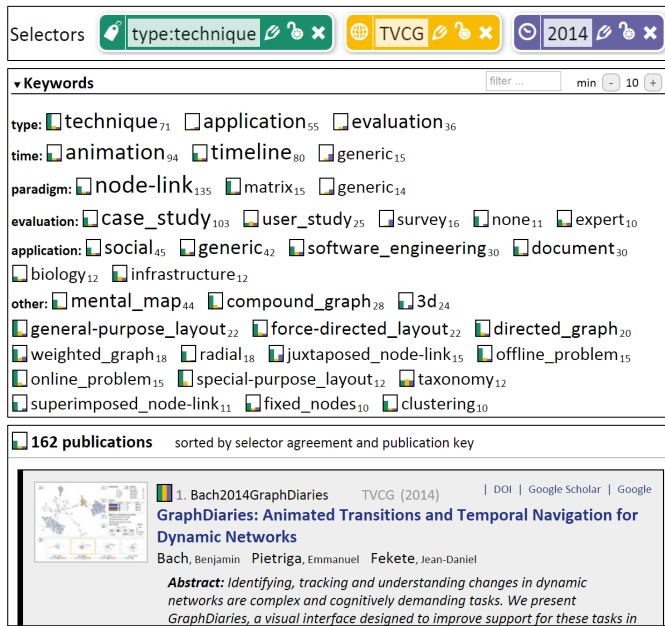 Selectors type:technique TVCG 2014
▾Keywords filter ... min - 10 +
type: technique71 application55 evaluation36
time: animation94 timeline80 generic15
paradigm: node-link135 matrix15 generic14
evaluation: case_study103 user_study25 survey16 none11 expert10
application: social45 generic42 software_engineering30 document30
biology12 infrastructure12
other: mental_map44 compound_graph28 3d24
general-purpose_layout22 force-directed_layout22 directed_graph20
weighted_graph18 radial18 juxtaposed_node-link15 offline_problem15
online_problem15 special-purpose_layout12 taxonomy12
superimposed_node-link11 fixed_nodes10 clustering10
162 publications sorted by selector agreement and publication key
1. Bach2014GraphDiaries TVCG (2014) | DOI | Google Scholar | Google
GraphDiaries: Animated Transitions and Temporal Navigation for
Dynamic Networks
Bach, Benjamin Pietriga, Emmanuel Fekete, Jean-Daniel
Abstract: Identifying, tracking and understanding changes in dynamic
networks are complex and cognitively demanding tasks. We present
GraphDiaries, a visual interface designed to improve support for these tasks in